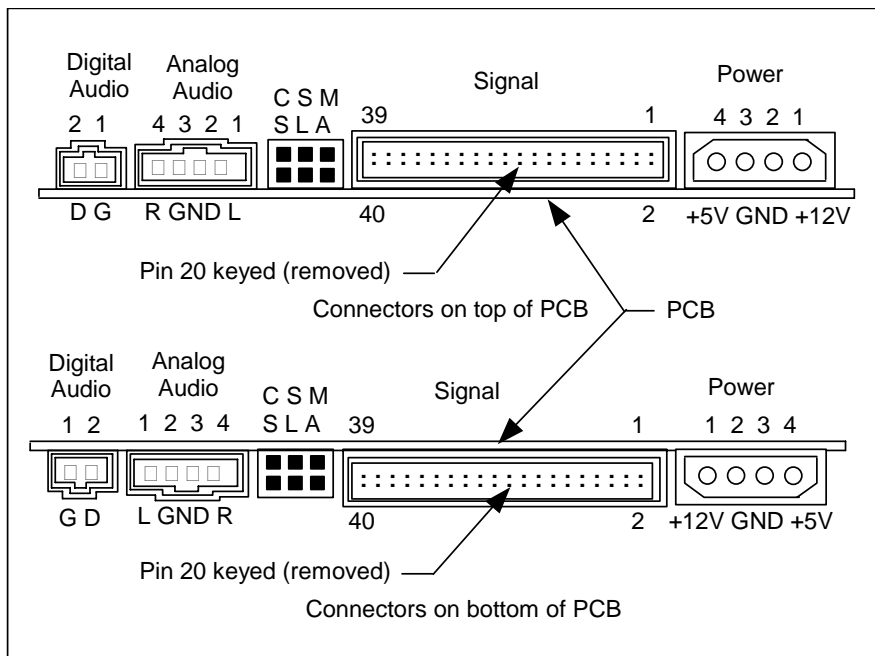 Digital Audio
Analog Audio
C S M
S L A
Signal
Power
2 1
4 3 2 1
39
1
4 3 2 1
D G
R GND L
40
2
+5V GND +12V
Pin 20 keyed (removed)
Connectors on top of PCB
PCB
Digital Audio
Analog Audio
C S M
S L A
Signal
Power
1 2
1 2 3 4
39
1
1 2 3 4
G D
L GND R
40
2
+12V GND +5V
Pin 20 keyed (removed)
Connectors on bottom of PCB